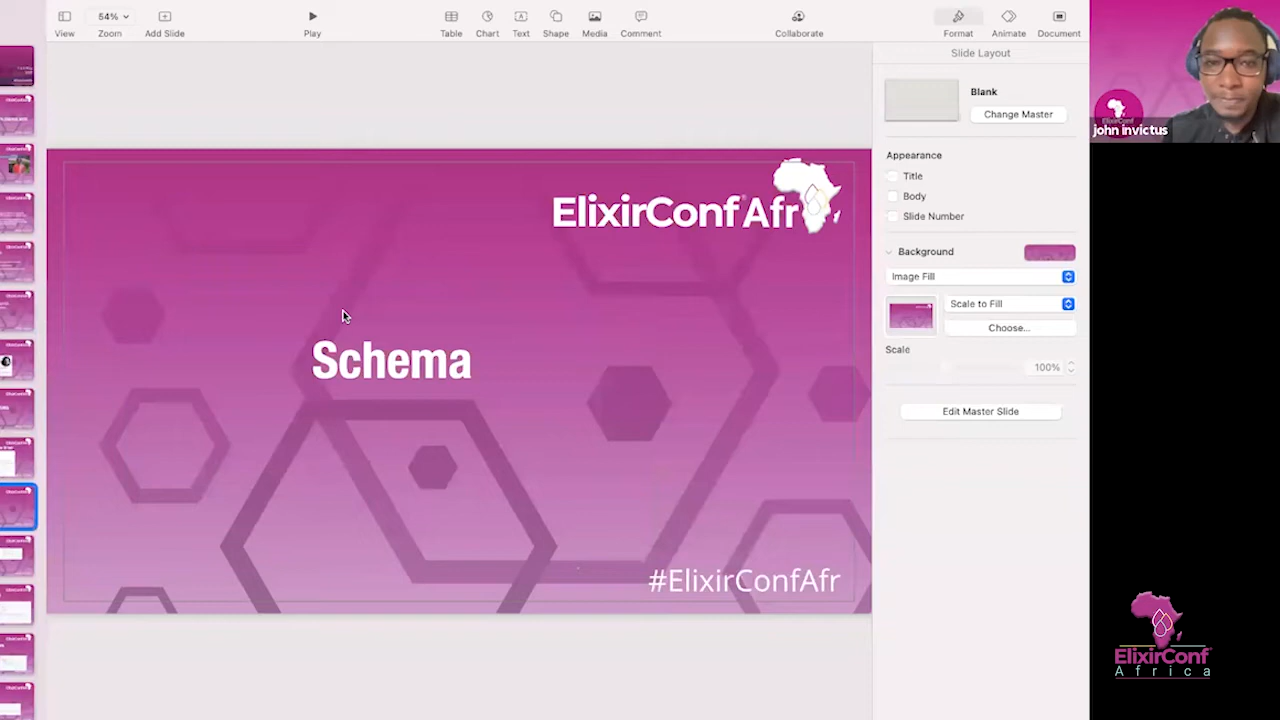 54%
View
Zoom
Add Slide
Play
Table
Chart
Text
Shape
Media
Comment
Collaborate
Format
Animate
Document
Slide Layout
Blank
Change Master
Appearance
Title
Body
Slide Number
Background
Image Fill
Scale to Fill
Choose...
Scale
100%
Edit Master Slide
ElixirConf Afr
Schema
#ElixirConfAfr
john invictus
ElixirConf
Africa